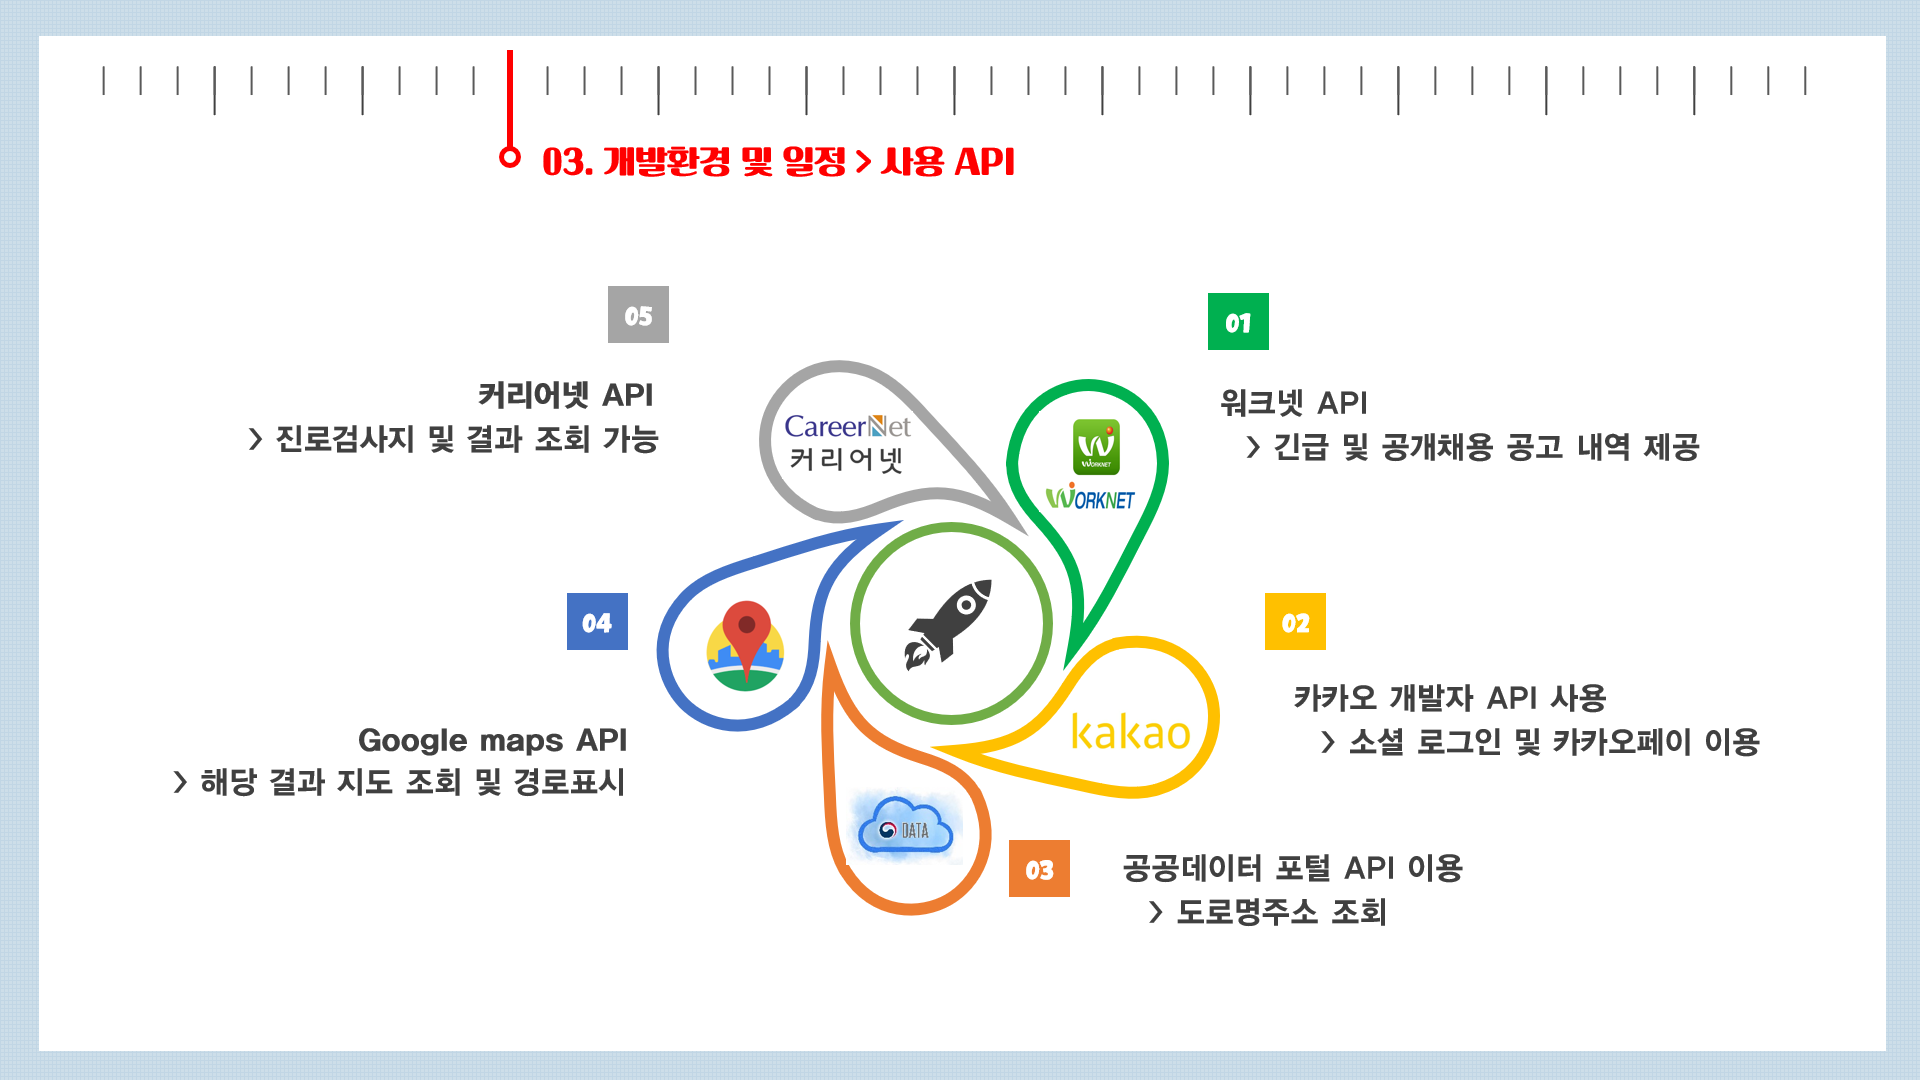 03. 개발환경 및 일정 > 사용 API
01
워크넷 API
> 긴급 및 공개채용 공고 내역 제공
WORKNET
WORKNET
02
카카오 개발자 API 사용
> 소셜 로그인 및 카카오페이 이용
kakao
03
공공데이터 포털 API 이용
> 도로명주소 조회
DATA
04
Google maps API
> 해당 결과 지도 조회 및 경로표시
05
커리어넷 API
> 진로검사지 및 결과 조회 가능
CareerNet
커리어넷